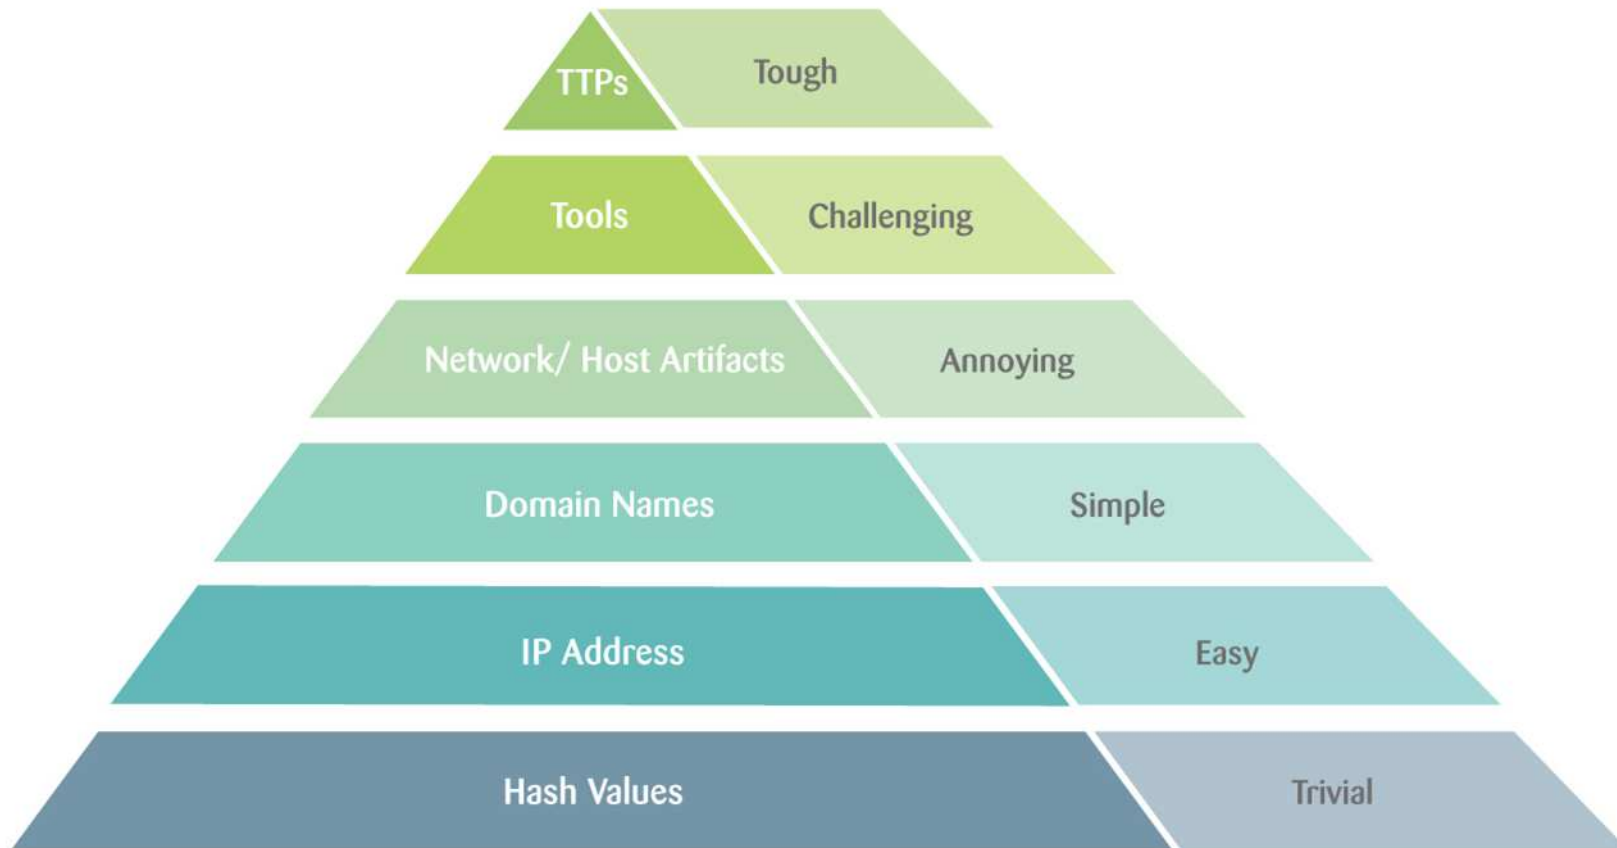 TTPs
Tough
Tools
Challenging
Network/ Host Artifacts
Annoying
Domain Names
Simple
IP Address
Easy
Hash Values
Trivial